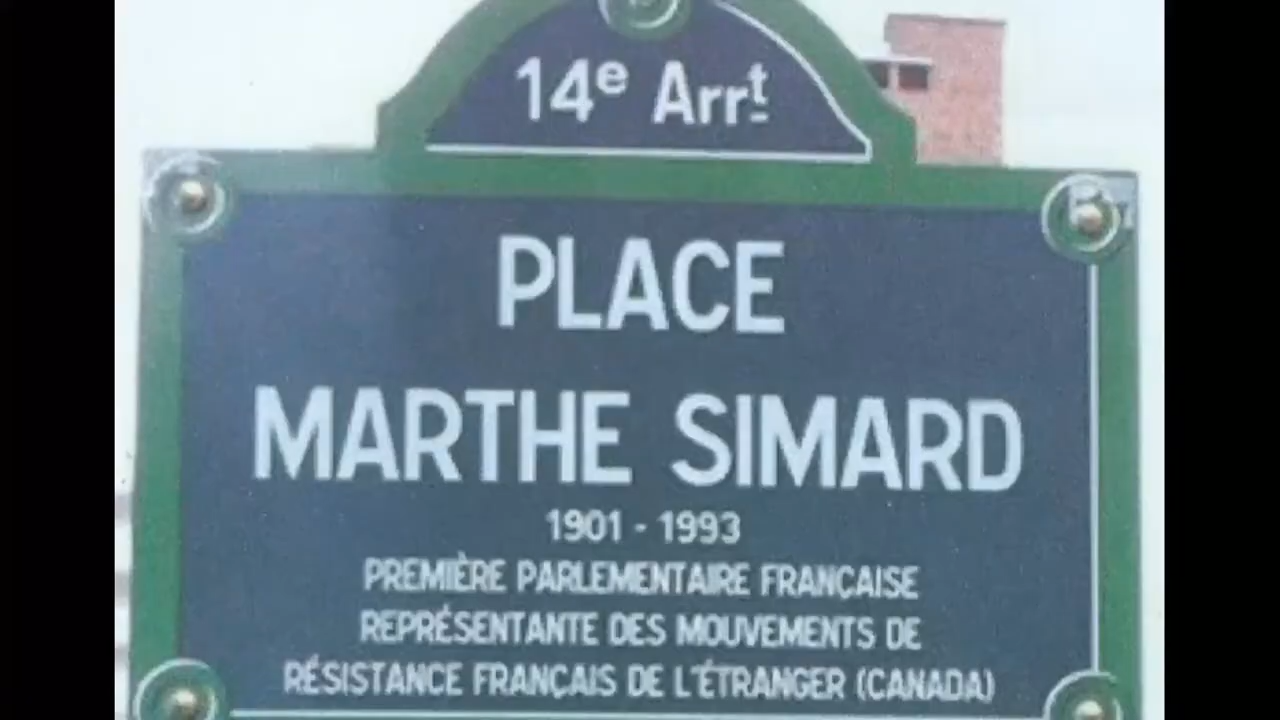 14e Arrt
PLACE
MARTHE SIMARD
1901 - 1993
PREMIÈRE PARLEMENTAIRE FRANÇAISE
REPRÉSENTANTE DES MOUVEMENTS DE
RÉSISTANCE FRANÇAIS DE L'ÉTRANGER (CANADA)